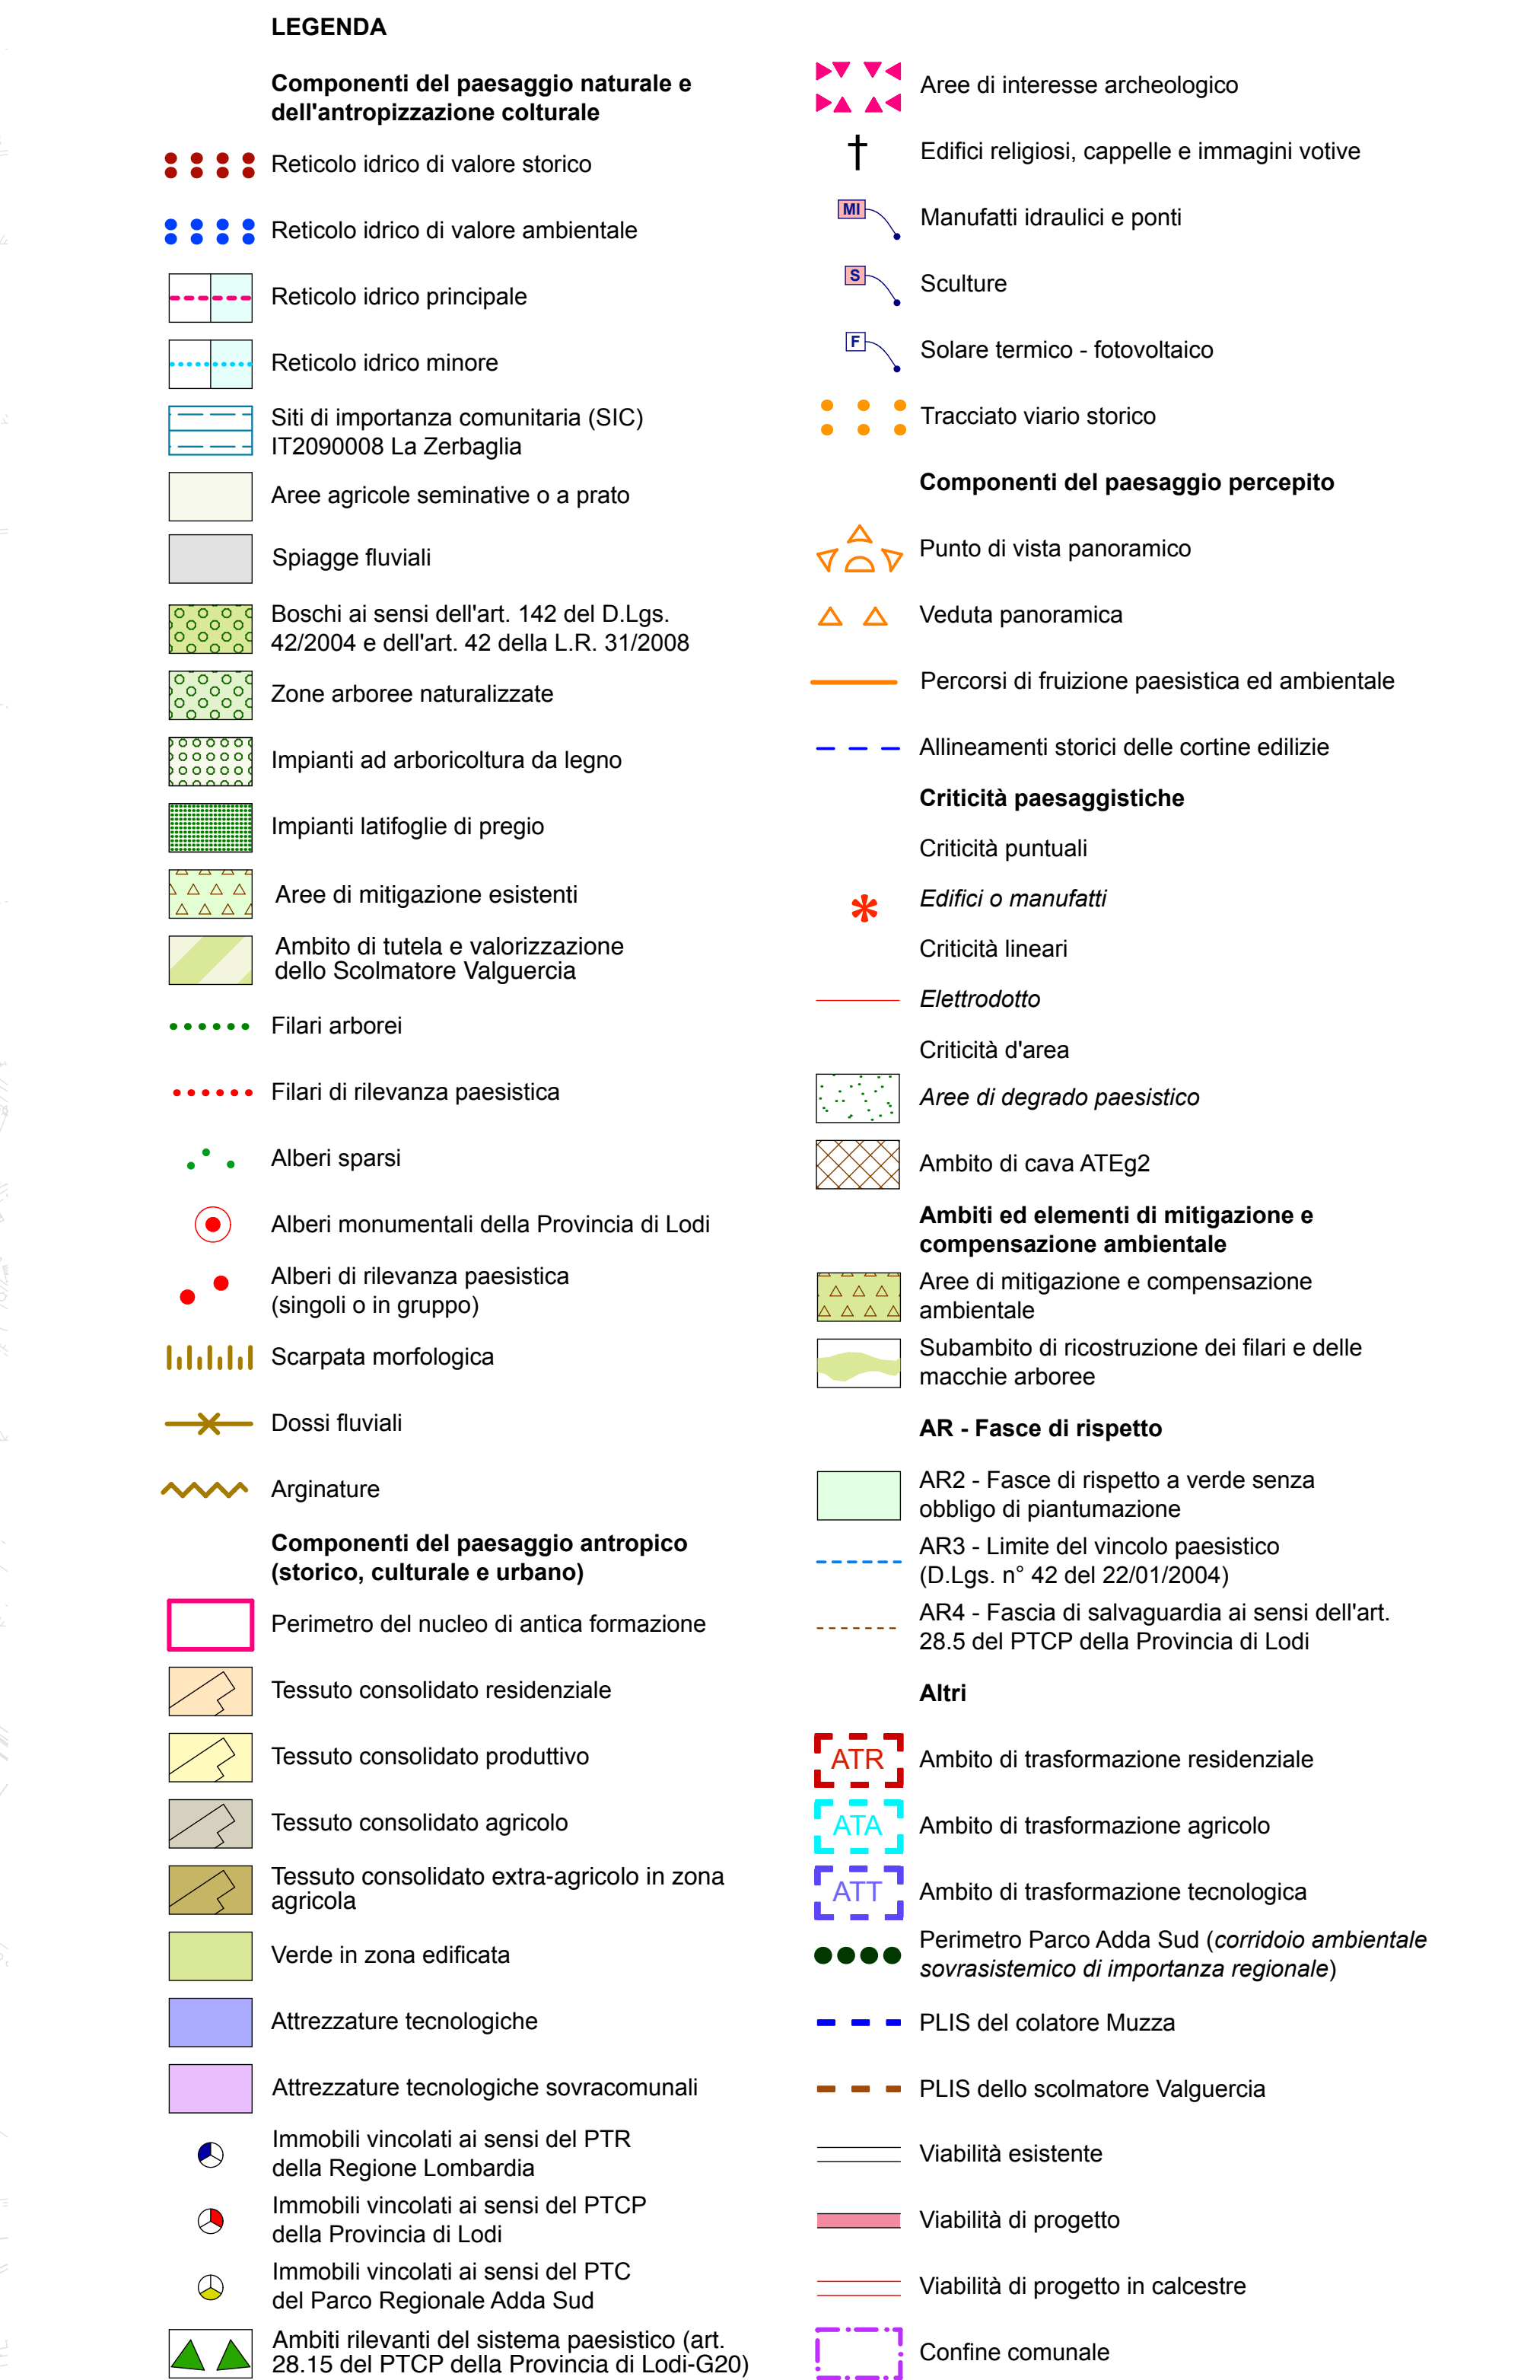 LEGENDA
Componenti del paesaggio naturale e
dell'antropizzazione colturale
Reticolo idrico di valore storico
Reticolo idrico di valore ambientale
Reticolo idrico principale
Reticolo idrico minore
Siti di importanza comunitaria (SIC)
IT2090008 La Zerbaglia
Aree agricole seminative o a prato
Spiagge fluviali
Boschi ai sensi dell'art. 142 del D.Lgs.
42/2004 e dell'art. 42 della L.R. 31/2008
Zone arboree naturalizzate
Impianti ad arboricoltura da legno
Impianti latifoglie di pregio
Aree di mitigazione esistenti
Ambito di tutela e valorizzazione
dello Scolmatore Valguercia
Filari arborei
Filari di rilevanza paesistica
Alberi sparsi
Alberi monumentali della Provincia di Lodi
Alberi di rilevanza paesistica
(singoli o in gruppo)
Scarpata morfologica
Dossi fluviali
Arginature
Componenti del paesaggio antropico
(storico, culturale e urbano)
Perimetro del nucleo di antica formazione
Tessuto consolidato residenziale
Tessuto consolidato produttivo
Tessuto consolidato agricolo
Tessuto consolidato extra-agricolo in zona
agricola
Verde in zona edificata
Attrezzature tecnologiche
Attrezzature tecnologiche sovracomunali
Immobili vincolati ai sensi del PTR
della Regione Lombardia
Immobili vincolati ai sensi del PTCP
della Provincia di Lodi
Immobili vincolati ai sensi del PTC
del Parco Regionale Adda Sud
Ambiti rilevanti del sistema paesistico (art.
28.15 del PTCP della Provincia di Lodi-G20)
Aree di interesse archeologico
Edifici religiosi, cappelle e immagini votive
MI Manufatti idraulici e ponti
S Sculture
F Solare termico - fotovoltaico
Tracciato viario storico
Componenti del paesaggio percepito
Punto di vista panoramico
Veduta panoramica
Percorsi di fruizione paesistica ed ambientale
Allineamenti storici delle cortine edilizie
Criticità paesaggistiche
Criticità puntuali
Edifici o manufatti
Criticità lineari
Elettrodotto
Criticità d'area
Aree di degrado paesistico
Ambito di cava ATEg2
Ambiti ed elementi di mitigazione e
compensazione ambientale
Aree di mitigazione e compensazione
ambientale
Subambito di ricostruzione dei filari e delle
macchie arboree
AR - Fasce di rispetto
AR2 - Fasce di rispetto a verde senza
obbligo di piantumazione
AR3 - Limite del vincolo paesistico
(D.Lgs. n° 42 del 22/01/2004)
AR4 - Fascia di salvaguardia ai sensi dell'art.
28.5 del PTCP della Provincia di Lodi
Altri
ATR Ambito di trasformazione residenziale
ATA Ambito di trasformazione agricolo
ATT Ambito di trasformazione tecnologica
Perimetro Parco Adda Sud (corridoio ambientale
sovrasistemico di importanza regionale)
PLIS del colatore Muzza
PLIS dello scolmatore Valguercia
Viabilità esistente
Viabilità di progetto
Viabilità di progetto in calcestre
Confine comunale